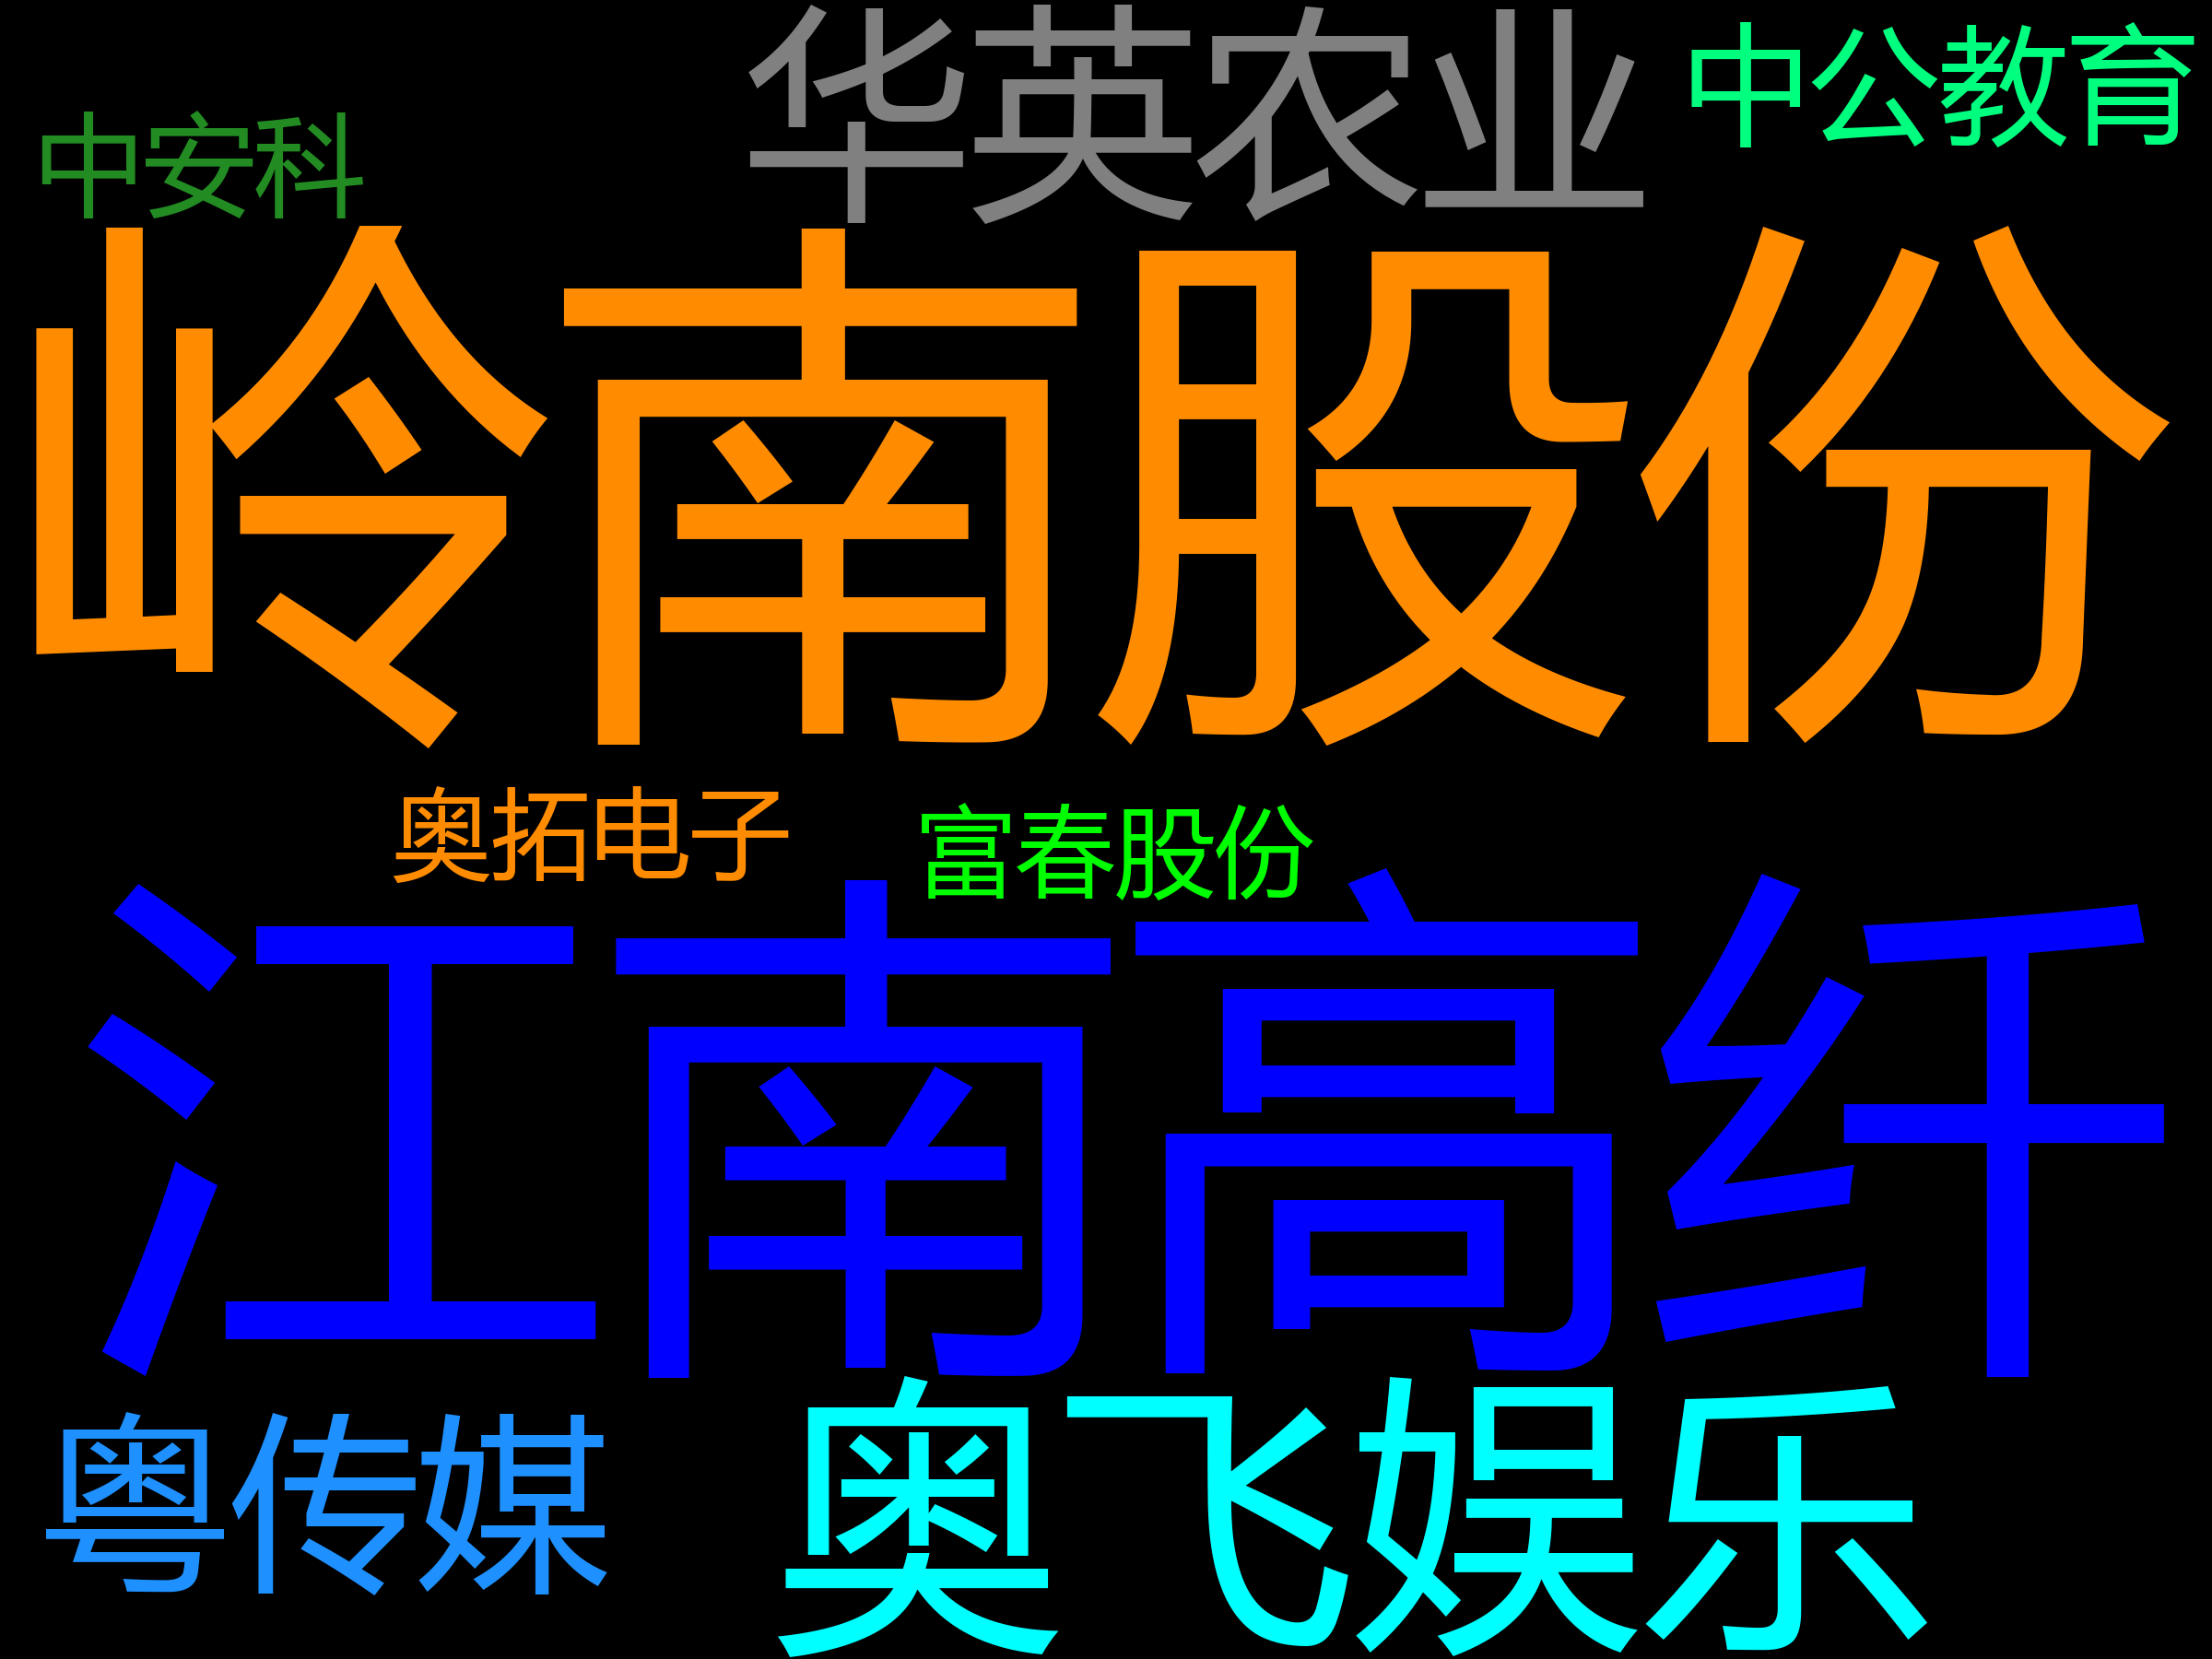 华英农业
中公教育
中安科
岭南股份
奥拓电子
富春股份
江南高纤
粤传媒
奥飞娱乐